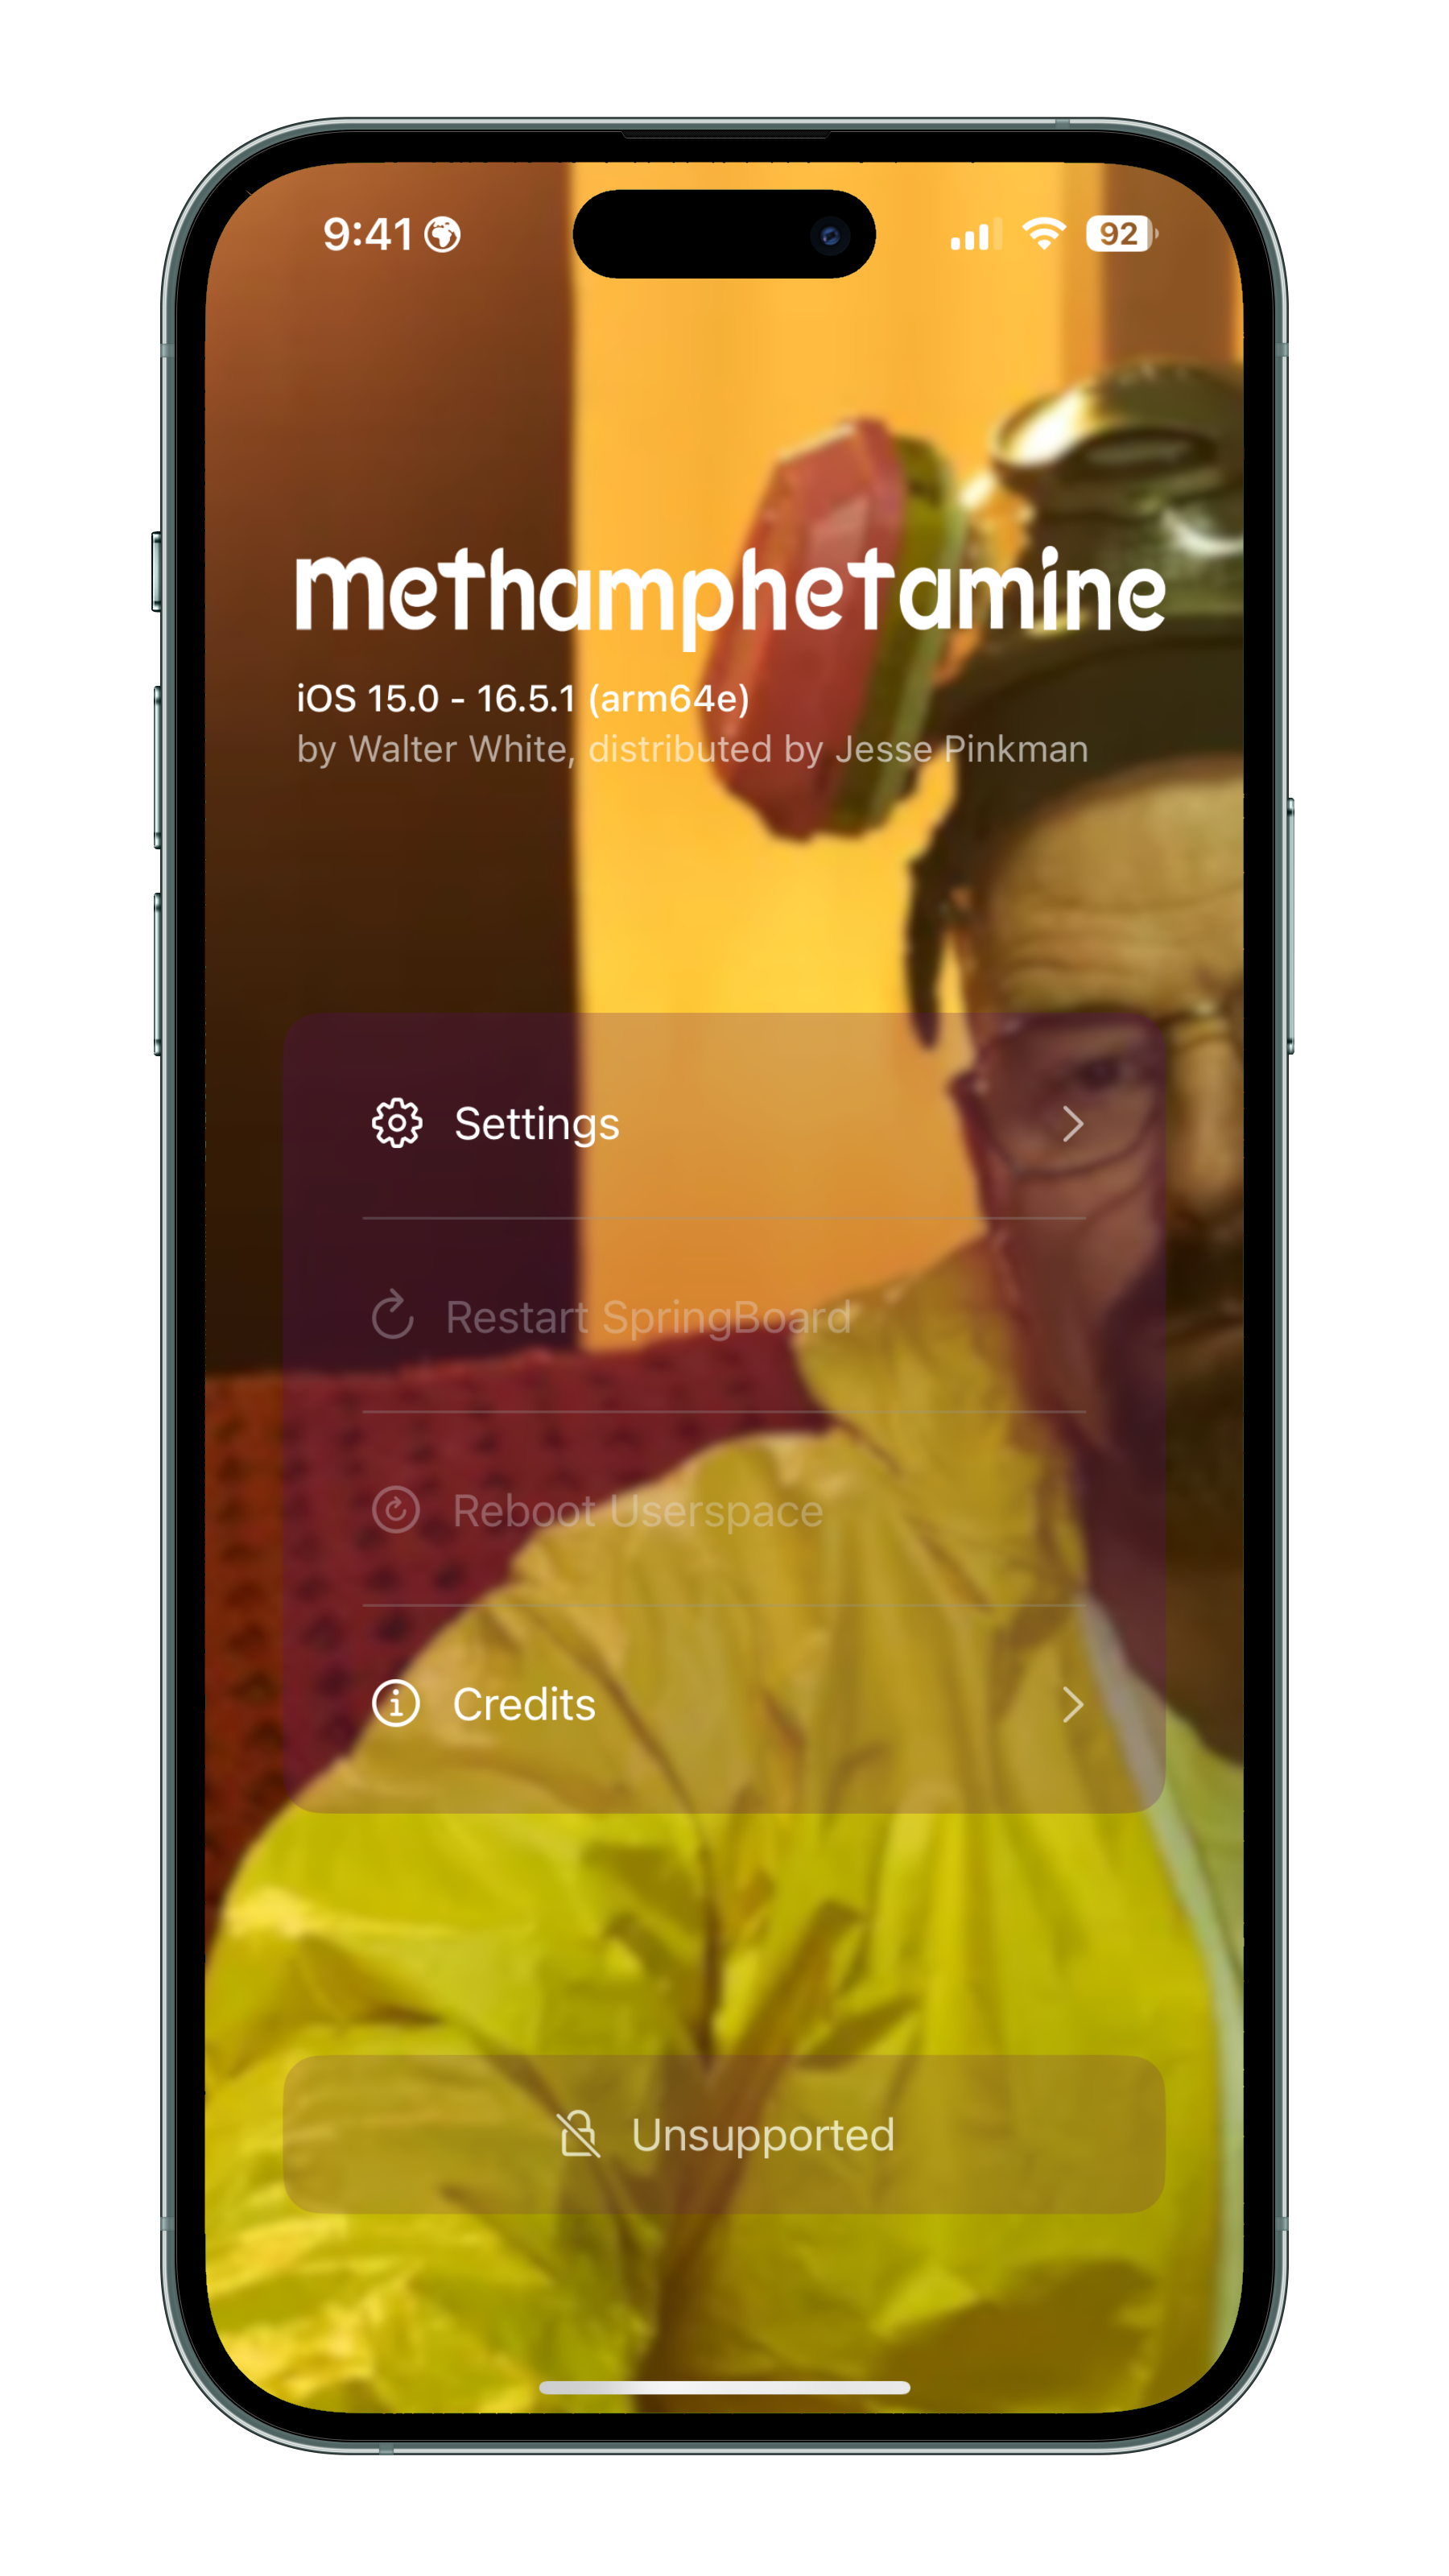 9:41
92
methamphetamine
iOS 15.0 - 16.5.1 (arm64e)
by Walter White, distributed by Jesse Pinkman
Settings
Restart SpringBoard
Reboot Userspace
Credits
Unsupported